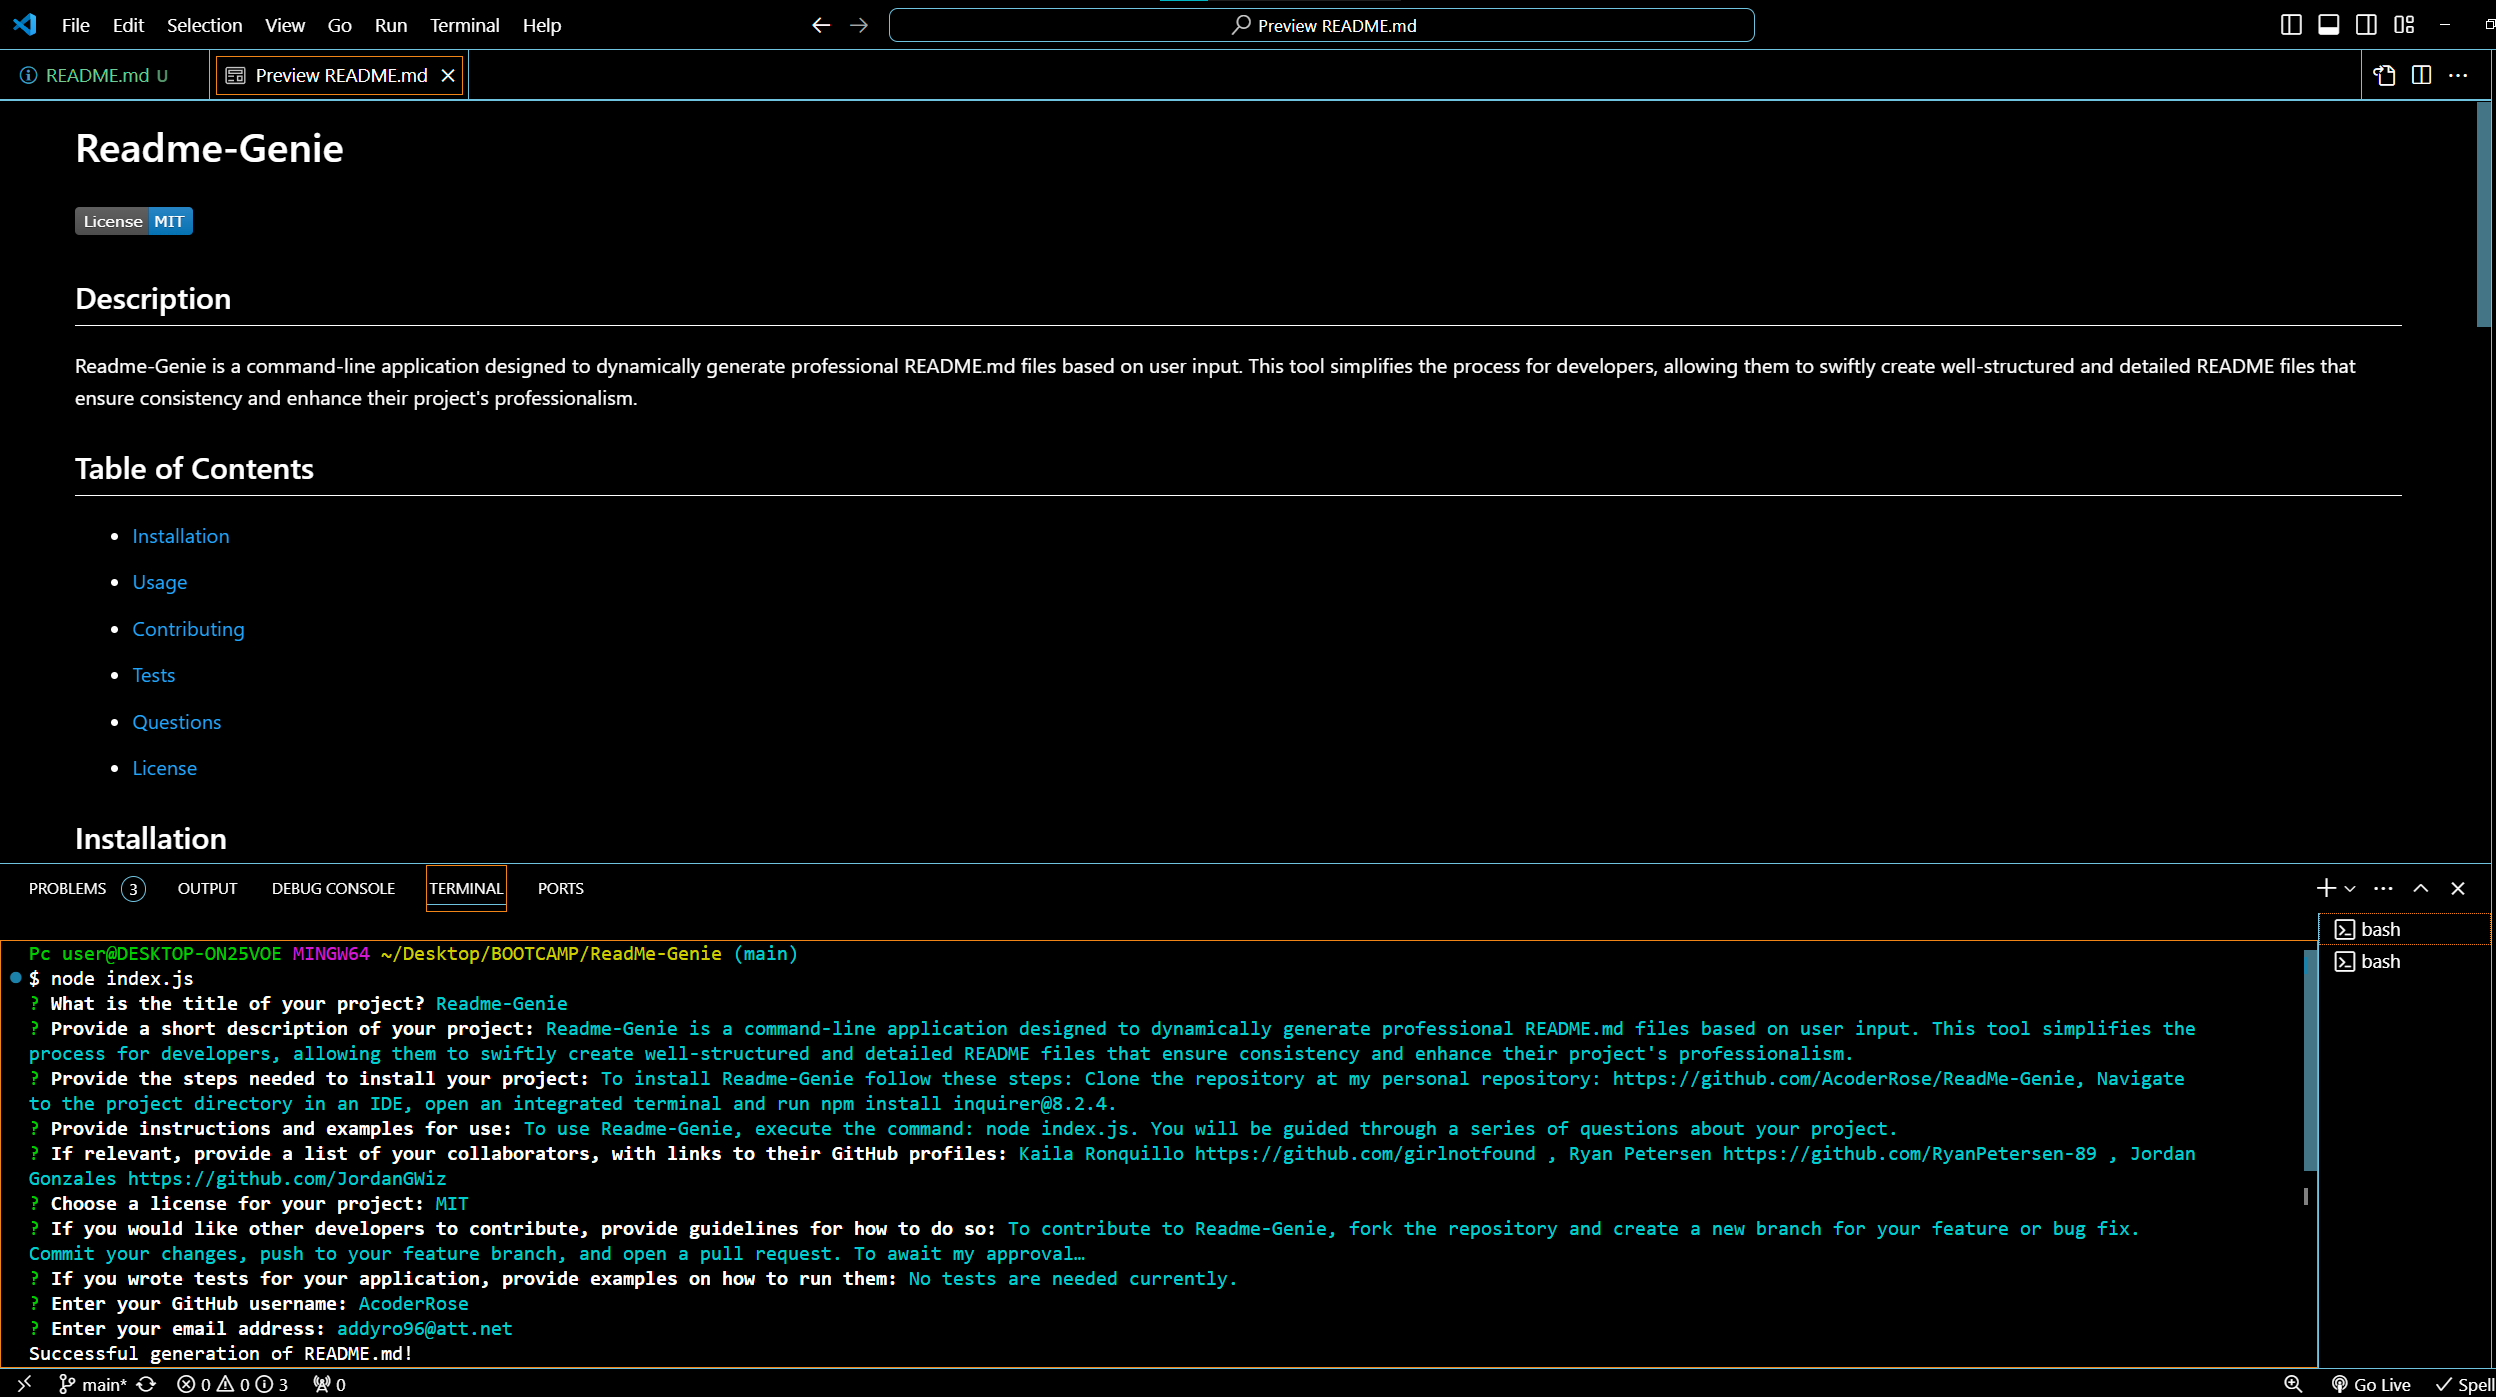 File Edit Selection View Go Run Terminal Help
Preview README.md
README.md U
Preview README.md
Readme-Genie
License MIT
Description
Readme-Genie is a command-line application designed to dynamically generate professional README.md files based on user input. This tool simplifies the process for developers, allowing them to swiftly create well-structured and detailed README files that
ensure consistency and enhance their project's professionalism.
Table of Contents
• Installation
• Usage
• Contributing
• Tests
• Questions
• License
Installation
PROBLEMS 3 OUTPUT DEBUG CONSOLE TERMINAL PORTS
bash
bash
Pc user@DESKTOP-ON25VOE MINGW64 ~/Desktop/BOOTCAMP/ReadMe-Genie (main)
$ node index.js
? What is the title of your project? Readme-Genie
? Provide a short description of your project: Readme-Genie is a command-line application designed to dynamically generate professional README.md files based on user input. This tool simplifies the
process for developers, allowing them to swiftly create well-structured and detailed README files that ensure consistency and enhance their project's professionalism.
? Provide the steps needed to install your project: To install Readme-Genie follow these steps: Clone the repository at my personal repository: https://github.com/AcoderRose/ReadMe-Genie, Navigate
to the project directory in an IDE, open an integrated terminal and run npm install inquirer@8.2.4.
? Provide instructions and examples for use: To use Readme-Genie, execute the command: node index.js. You will be guided through a series of questions about your project.
? If relevant, provide a list of your collaborators, with links to their GitHub profiles: Kaila Ronquillo https://github.com/girlnotfound , Ryan Petersen https://github.com/RyanPetersen-89 , Jordan
Gonzales https://github.com/JordanGWiz
? Choose a license for your project: MIT
? If you would like other developers to contribute, provide guidelines for how to do so: To contribute to Readme-Genie, fork the repository and create a new branch for your feature or bug fix.
Commit your changes, push to your feature branch, and open a pull request. To await my approval…
? If you wrote tests for your application, provide examples on how to run them: No tests are needed currently.
? Enter your GitHub username: AcoderRose
? Enter your email address: addyro96@att.net
Successful generation of README.md!
main* 0 0 3 0 Go Live Spell